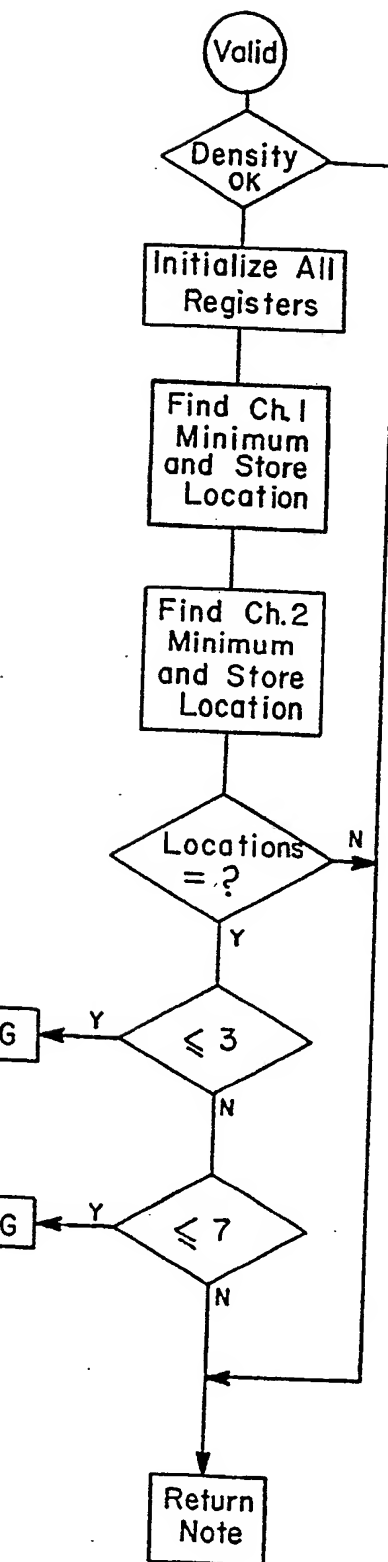 Valid
Density
OK
Initialize All
Registers
Find Ch.1
Minimum
and Store
Location
Find Ch.2
Minimum
and Store
Location
Locations
= ?
N
Y
G
Y
≤ 3
N
G
Y
≤ 7
N
Return
Note